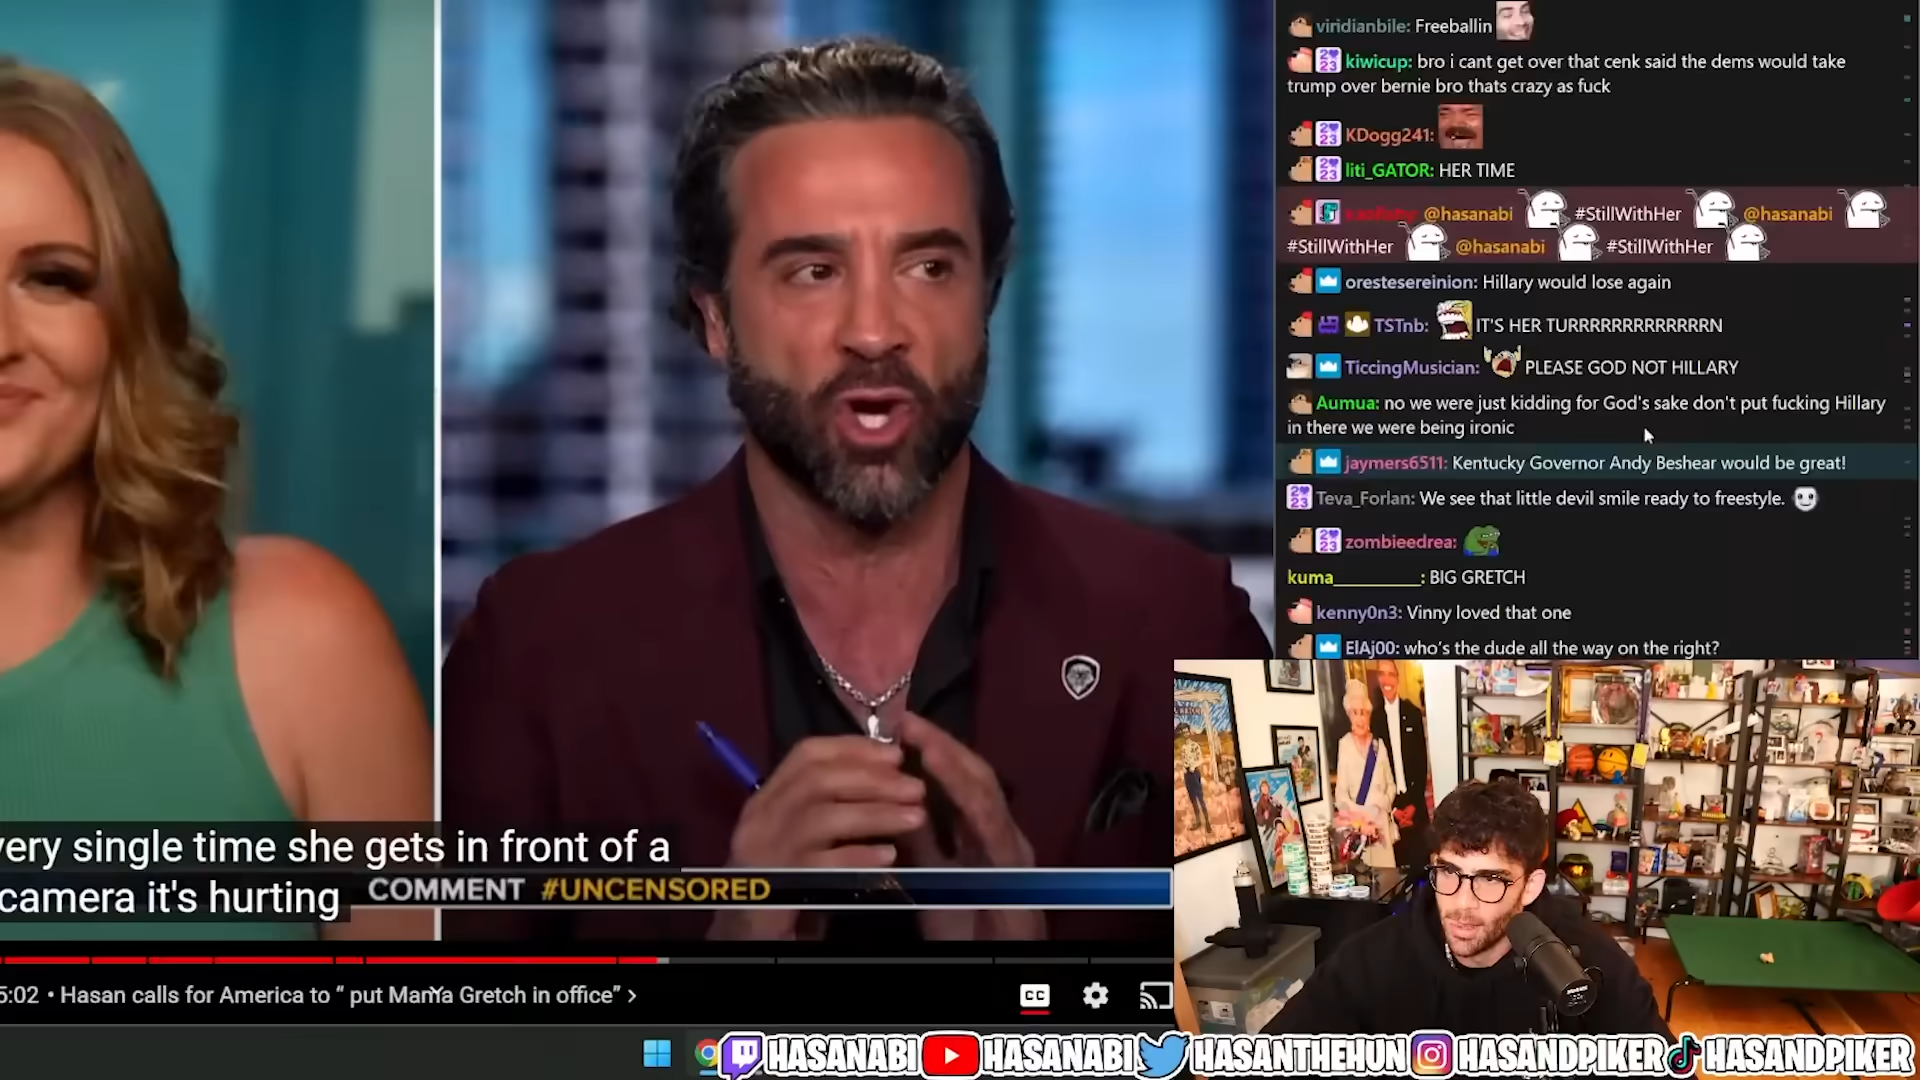 viridianbile: Freeballin
kiwicup: bro i cant get over that cenk said the dems would take
trump over bernie bro thats crazy as fuck
KDogg241:
liti_GATOR: HER TIME
@hasanabi #StillWithHer @hasanabi
#StillWithHer @hasanabi #StillWithHer
orestesereinion: Hillary would lose again
TSTnb: IT'S HER TURRRRRRRRRRRRN
TiccingMusician: PLEASE GOD NOT HILLARY
Aumua: no we were just kidding for God's sake don't put fucking Hillary
in there we were being ironic
jaymers6511: Kentucky Governor Andy Beshear would be great!
Teva_Forlan: We see that little devil smile ready to freestyle.
zombieedrea:
kuma_________: BIG GRETCH
kenny0n3: Vinny loved that one
ElAj00: who's the dude all the way on the right?
very single time she gets in front of a
camera it's hurting
COMMENT #UNCENSORED
5:02 • Hasan calls for America to “ put Mama Gretch in office” >
CC
HASANABI HASANABI HASANTHEHUN HASANDPIKER HASANDPIKER